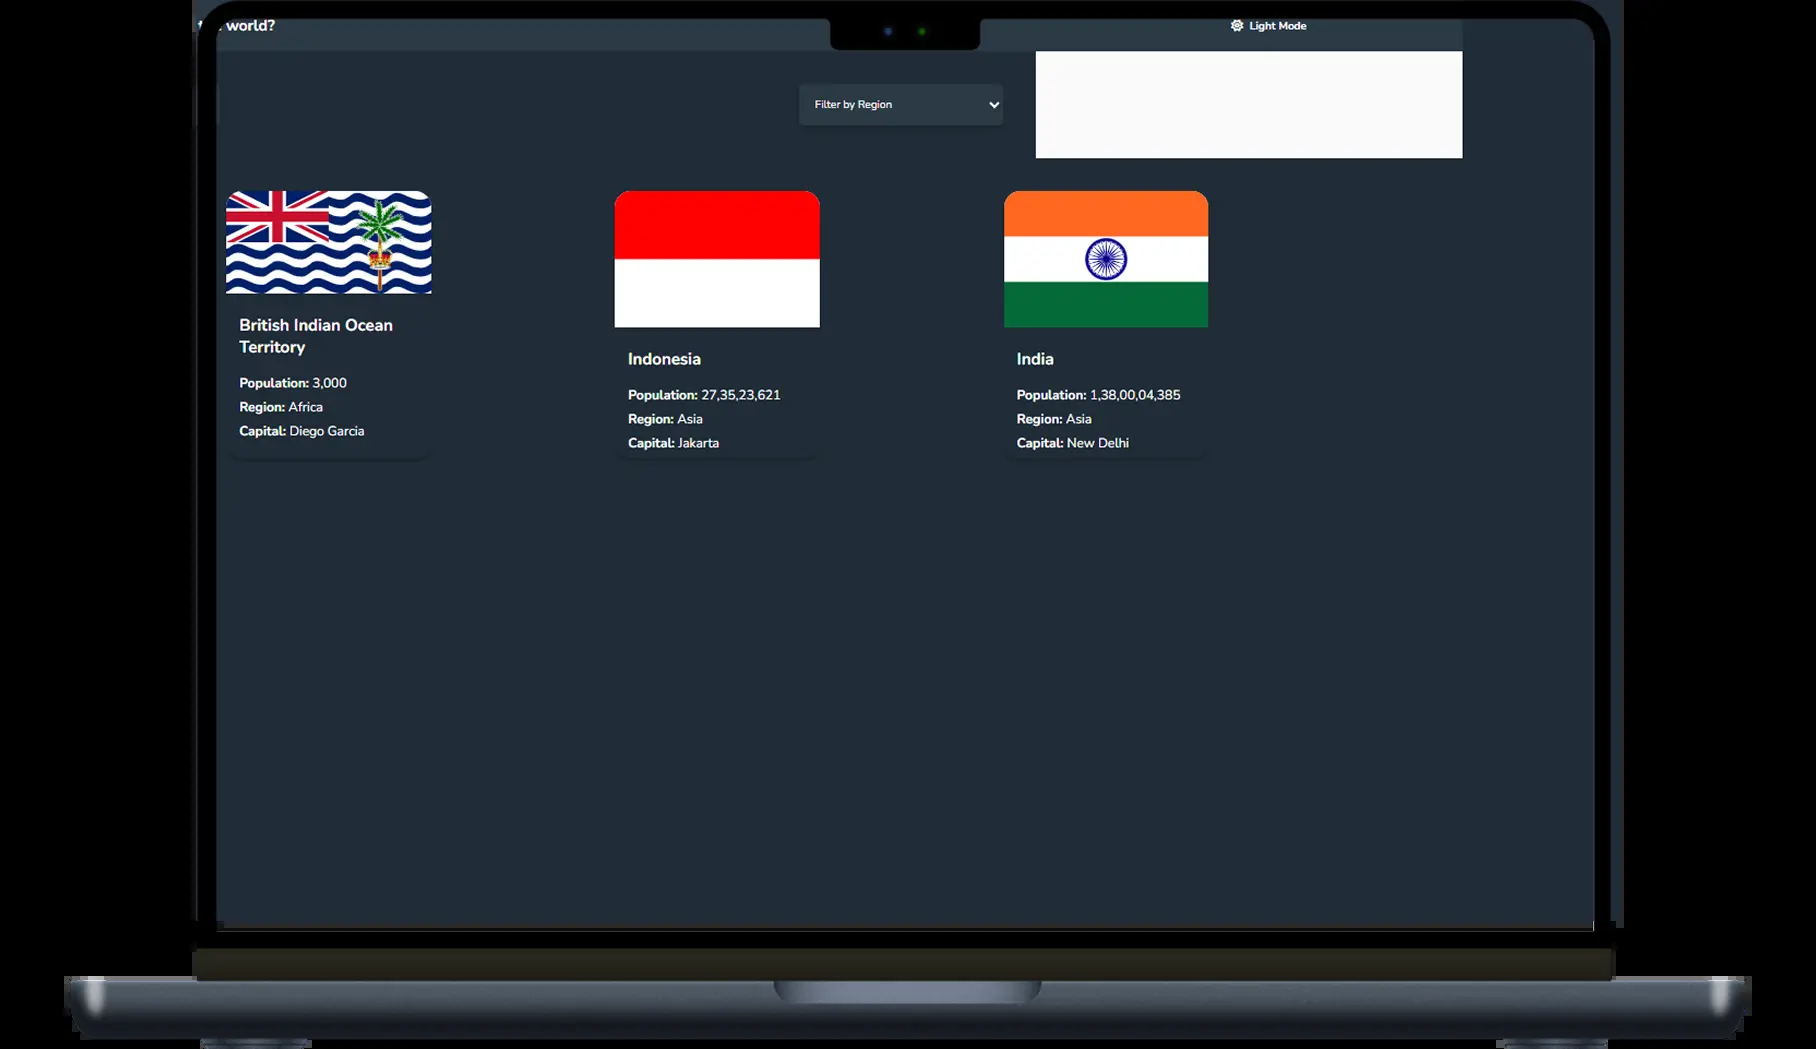 world?
Light Mode
Filter by Region
British Indian Ocean
Territory
Population: 3,000
Region: Africa
Capital: Diego Garcia
Indonesia
Population: 27,35,23,621
Region: Asia
Capital: Jakarta
India
Population: 1,38,00,04,385
Region: Asia
Capital: New Delhi